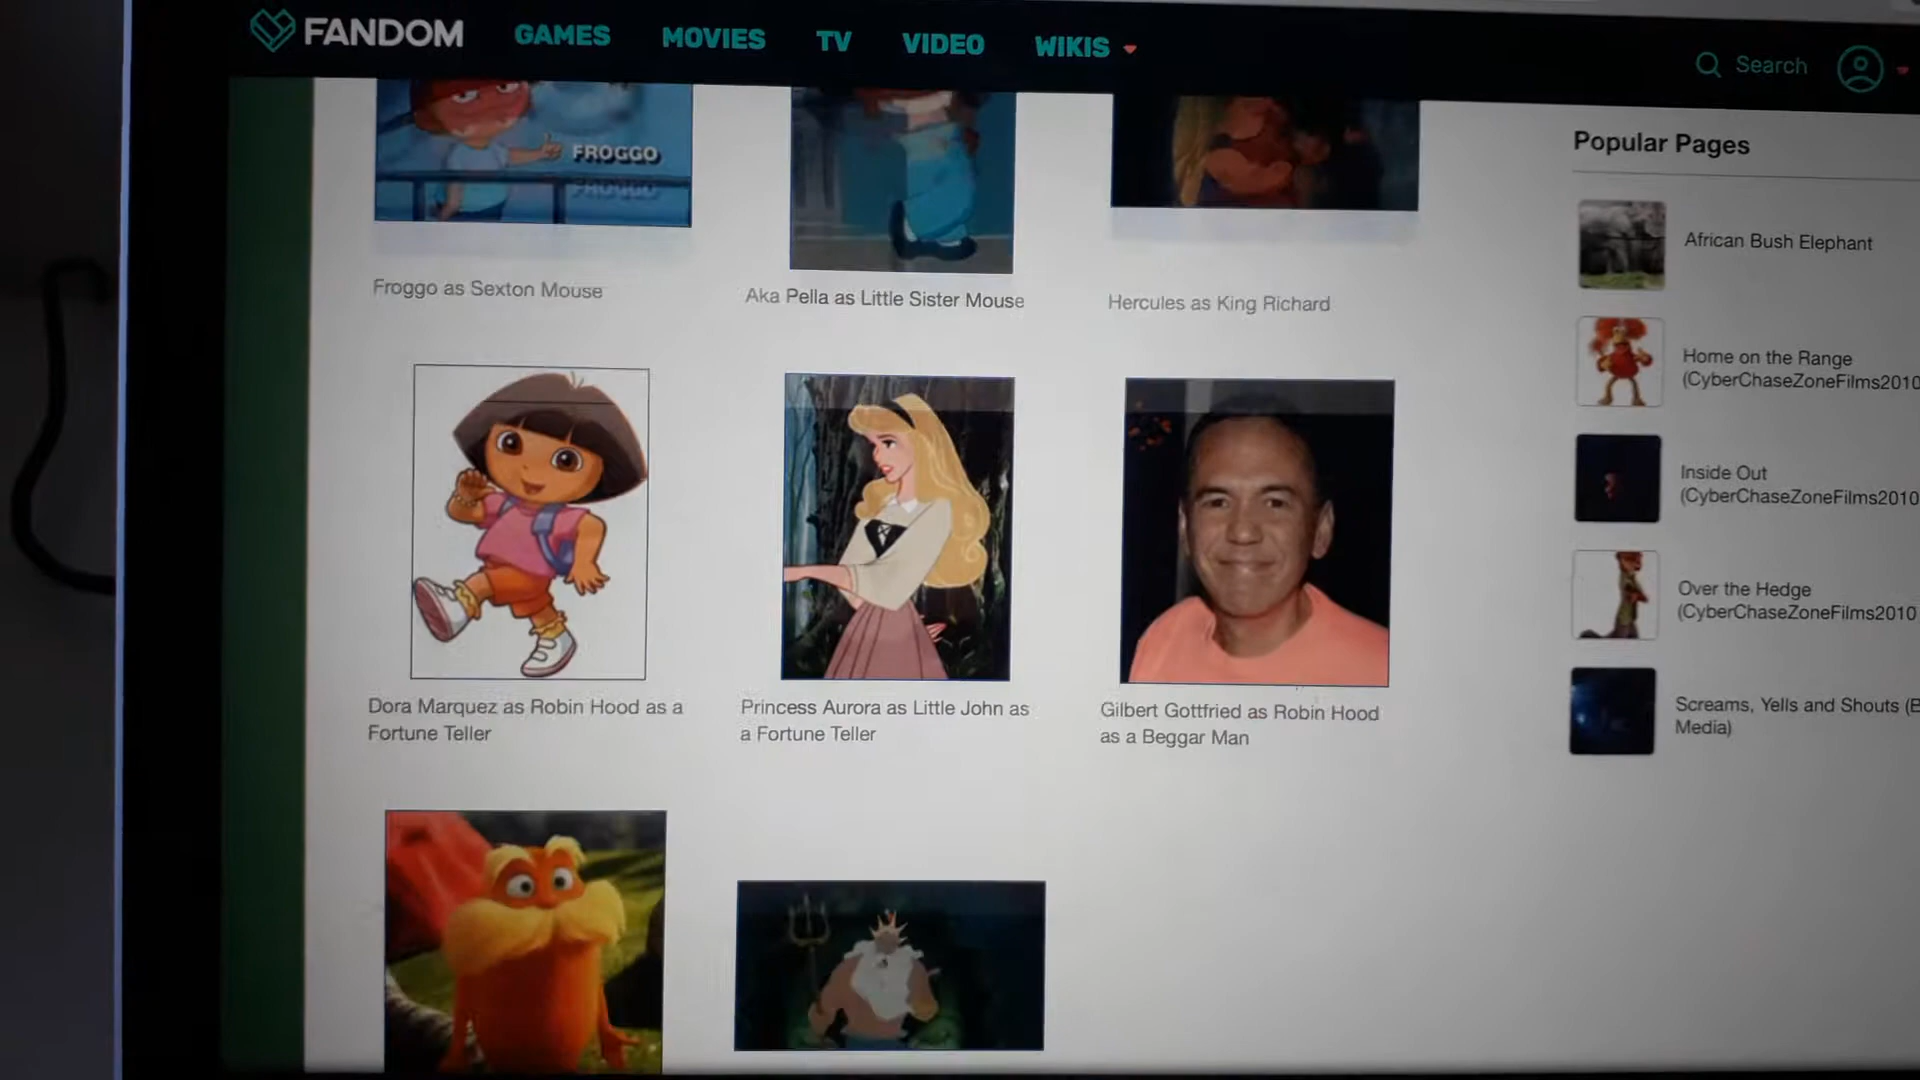 FANDOM
GAMES
MOVIES
TV
VIDEO
WIKIS
Search
FROGGO
Froggo as Sexton Mouse
Aka Pella as Little Sister Mouse
Hercules as King Richard
Dora Marquez as Robin Hood as a
Fortune Teller
Princess Aurora as Little John as
a Fortune Teller
Gilbert Gottfried as Robin Hood
as a Beggar Man
Popular Pages
African Bush Elephant
Home on the Range
(CyberChaseZoneFilms2010
Inside Out
(CyberChaseZoneFilms2010
Over the Hedge
(CyberChaseZoneFilms2010
Screams, Yells and Shouts (
Media)